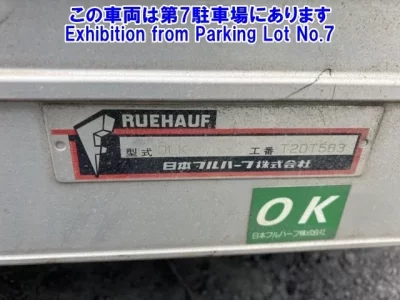 この車両は第7駐車場にあります
Exhibition from Parking Lot No.7
RUEHAUF
型式 工番 T20T583
日本フルハーフ株式会社
OK
日本フルハーフ株式会社